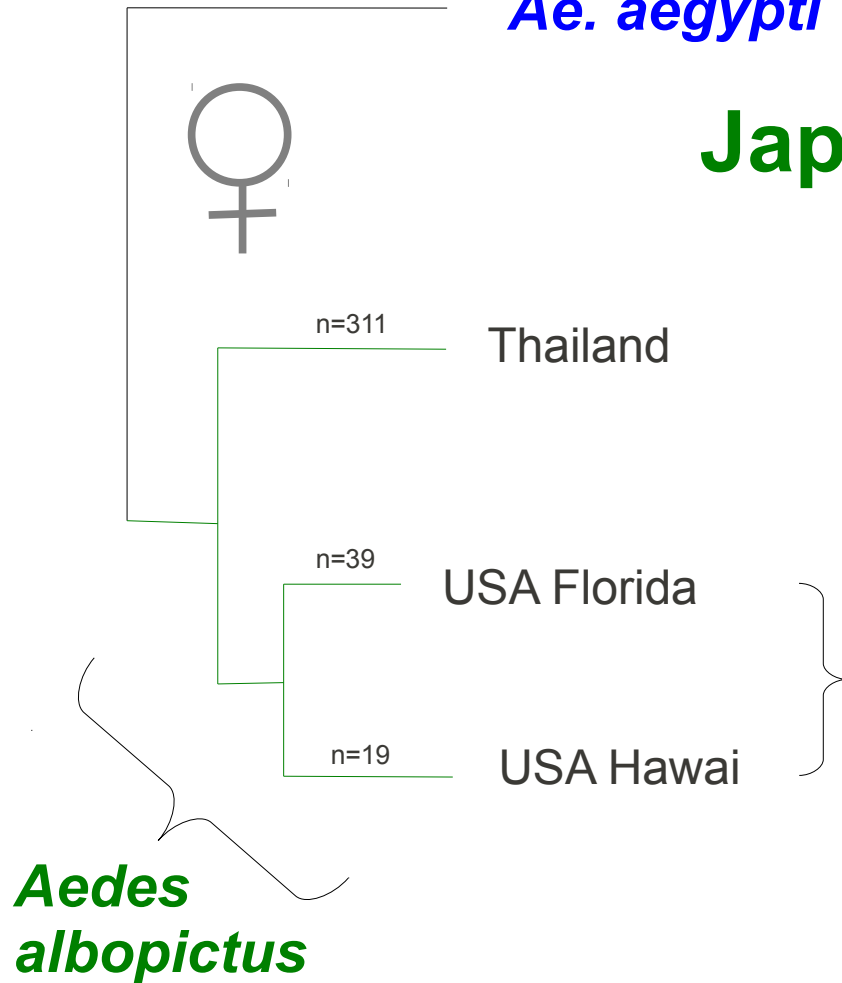 Ae. aegypti
Jap
n=311
Thailand
n=39
USA Florida
n=19
USA Hawai
Aedes
albopictus